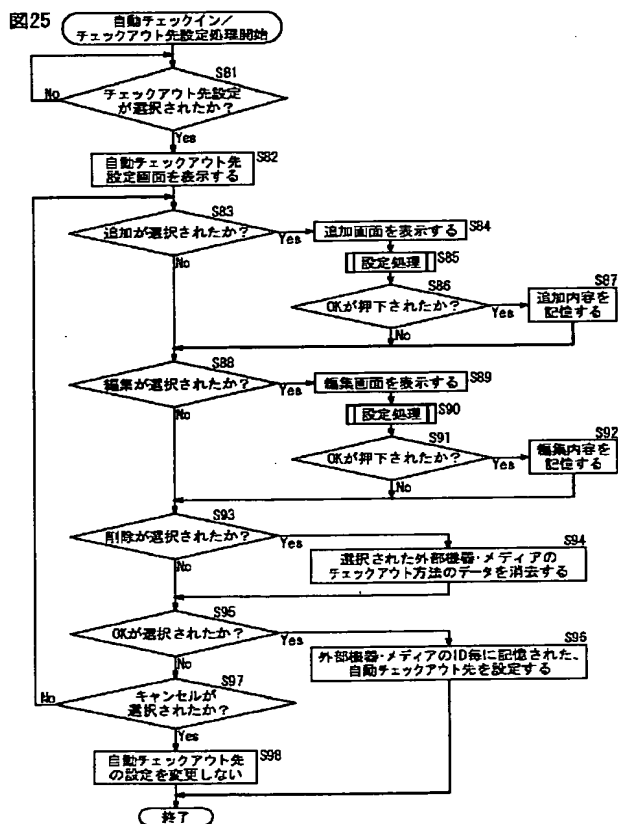 図25
自動チェックイン／
チェックアウト先設定処理開始
S81
チェックアウト先設定
が選択されたか？
No
Yes
S82
自動チェックアウト先
設定画面を表示する
S83
追加が選択されたか？
Yes
No
追加画面を表示する
S84
設定処理
S85
S86
OKが押下されたか？
Yes
No
S87
追加内容を
記憶する
S88
編集が選択されたか？
Yes
No
編集画面を表示する
S89
設定処理
S90
S91
OKが押下されたか？
Yes
No
S92
編集内容を
記憶する
S93
削除が選択されたか？
Yes
No
S94
選択された外部機器・メディアの
チェックアウト方法のデータを消去する
S95
OKが選択されたか？
Yes
No
S96
外部機器・メディアのID毎に記憶された、
自動チェックアウト先を設定する
S97
キャンセルが
選択されたか？
No
Yes
自動チェックアウト先
の設定を変更しない
S98
終了